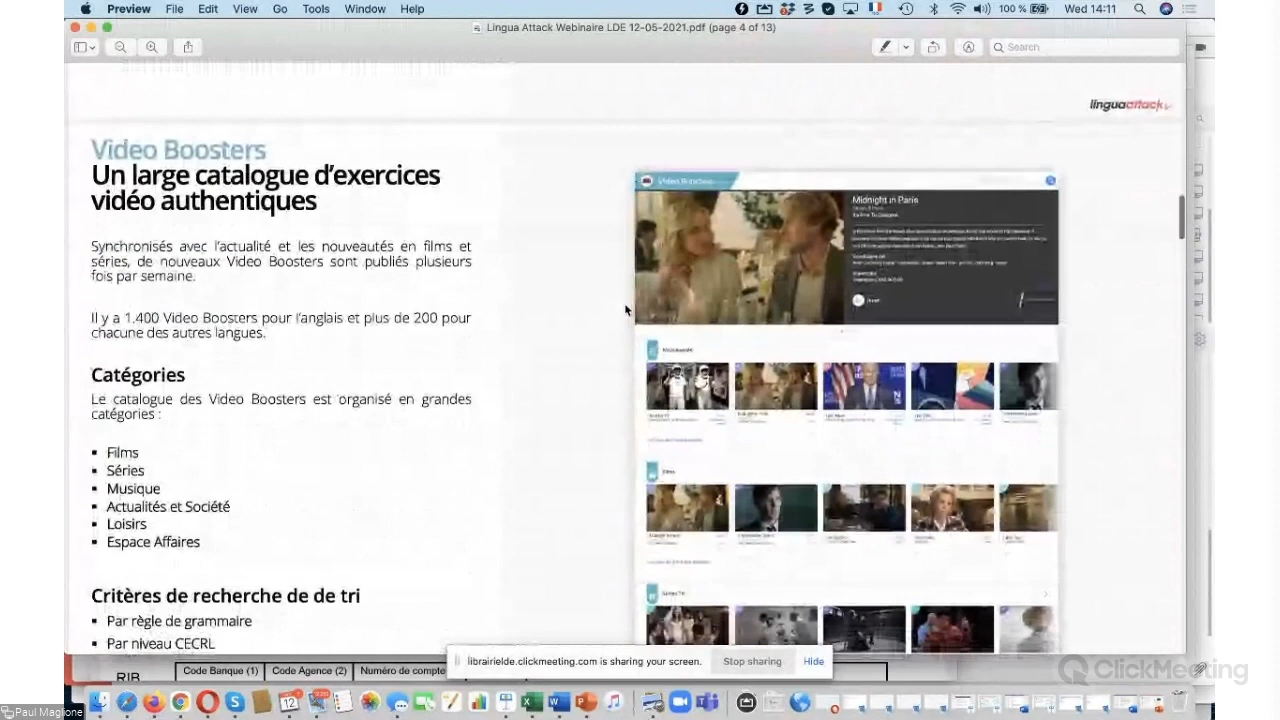 Preview File Edit View Go Tools Window Help 100 % Wed 14:11
Lingua Attack Webinaire LDE 12-05-2021.pdf (page 4 of 13)
Search
linguaattack
Video Boosters
Un large catalogue d'exercices
vidéo authentiques
Synchronisés avec l'actualité et les nouveautés en films et
séries, de nouveaux Video Boosters sont publiés plusieurs
fois par semaine.
Il y a 1.400 Video Boosters pour l'anglais et plus de 200 pour
chacune des autres langues.
Catégories
Le catalogue des Video Boosters est organisé en grandes
catégories :
▪ Films
▪ Séries
▪ Musique
▪ Actualités et Société
▪ Loisirs
▪ Espace Affaires
Critères de recherche de de tri
▪ Par règle de grammaire
▪ Par niveau CECRL
Video Boosters
Midnight in Paris
Films
librairielde.clickmeeting.com is sharing your screen. Stop sharing Hide
RIB Code Banque (1) Code Agence (2) Numéro de compte
ClickMeeting
Paul Maglione